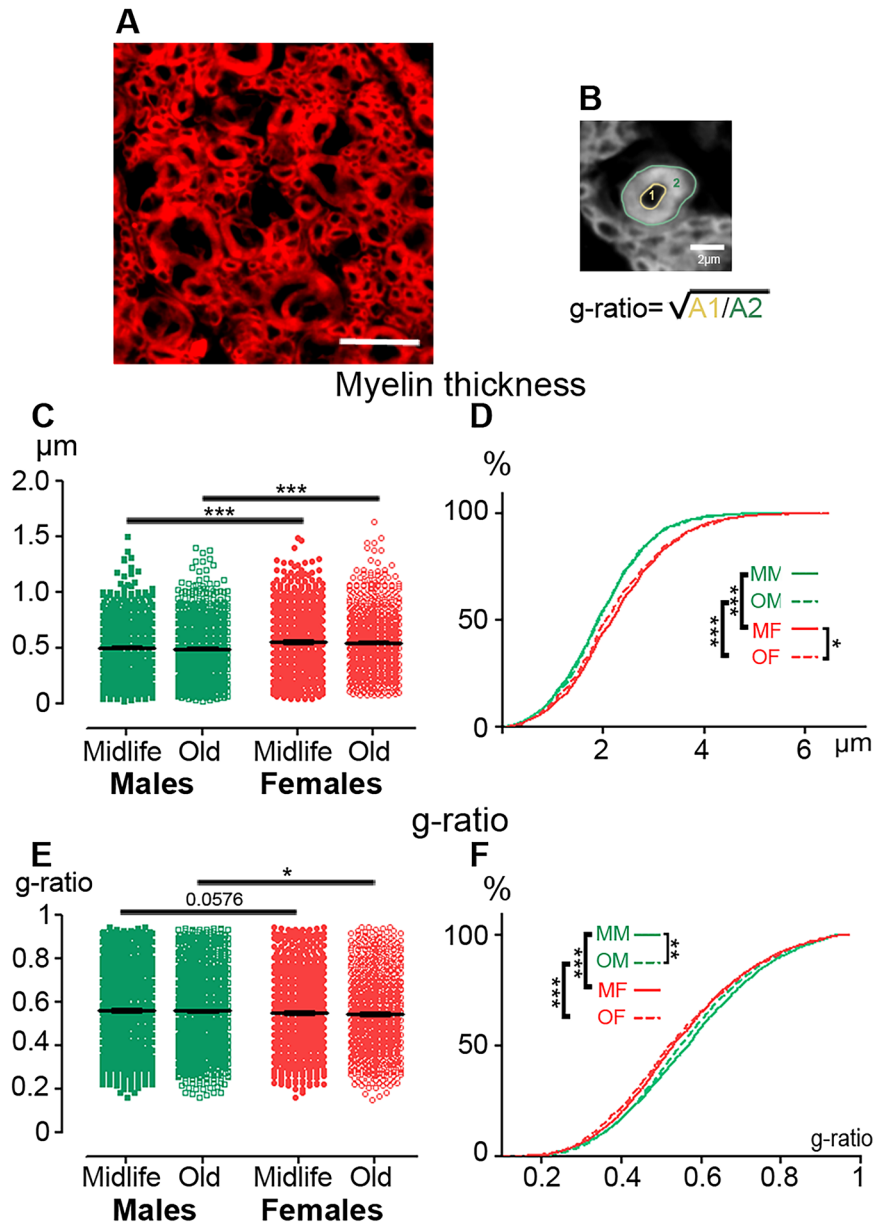 A
B
1
2
2µm
g-ratio= √A1/A2
Myelin thickness
C
µm
2.0
1.5
1.0
0.5
0
***
***
Midlife Old Midlife Old
Males Females
D
%
100
50
0
2 4 6 µm
MM
OM
MF
OF
***
***
*
g-ratio
E
g-ratio
1
0.8
0.6
0.4
0.2
0
*
0.0576
Midlife Old Midlife Old
Males Females
F
%
100
50
0
MM
OM
MF
OF
**
***
***
g-ratio
0.2 0.4 0.6 0.8 1